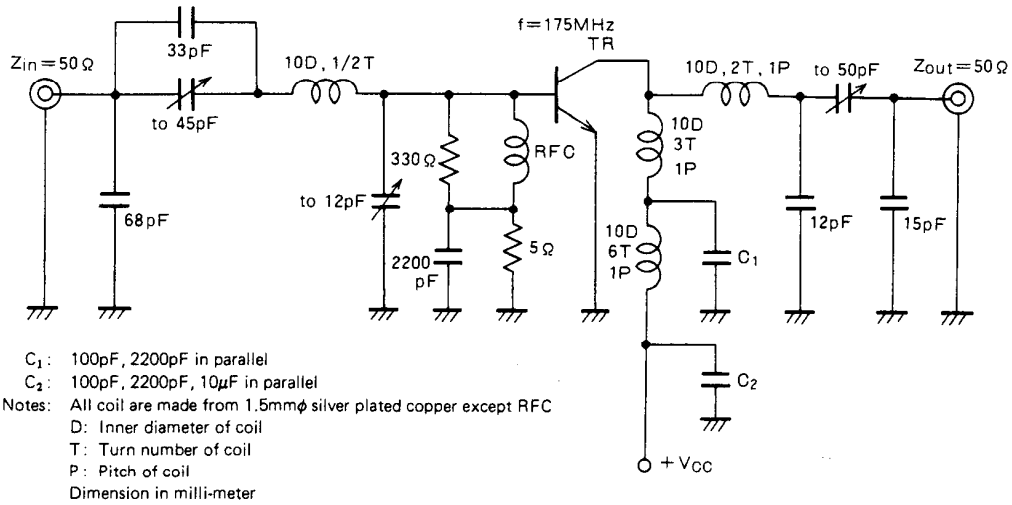 f=175MHz
TR
33pF
Zin=50Ω
10D, 1/2T
10D, 2T, 1P
to 50pF
Zout=50Ω
to 45pF
10D
3T
1P
330Ω
RFC
to 12pF
68pF
12pF
15pF
10D
6T
1P
2200
pF
5Ω
C₁
C₂
+VCC
C₁: 100pF, 2200pF in parallel
C₂: 100pF, 2200pF, 10μF in parallel
Notes: All coil are made from 1.5mmϕ silver plated copper except RFC
D: Inner diameter of coil
T: Turn number of coil
P: Pitch of coil
Dimension in milli-meter